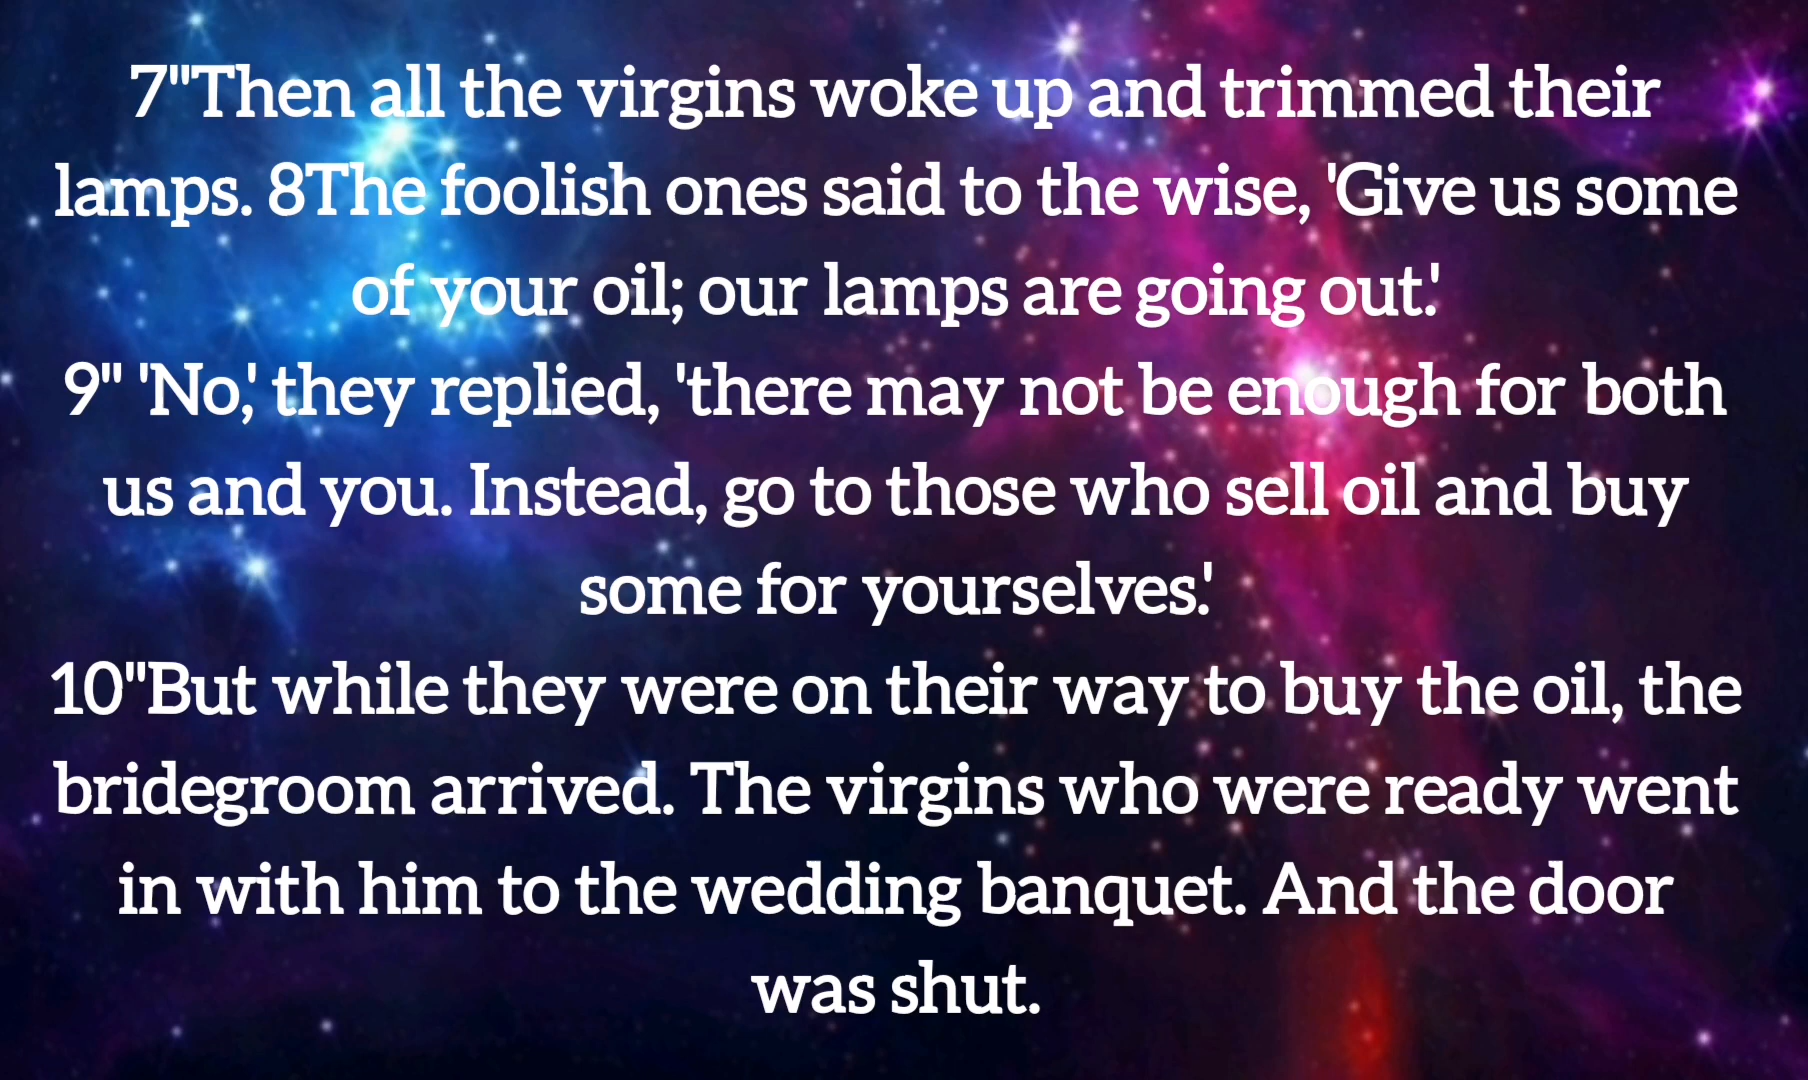 7"Then all the virgins woke up and trimmed their
lamps. 8The foolish ones said to the wise, 'Give us some
of your oil; our lamps are going out.'
9" 'No,' they replied, 'there may not be enough for both
us and you. Instead, go to those who sell oil and buy
some for yourselves.'
10"But while they were on their way to buy the oil, the
bridegroom arrived. The virgins who were ready went
in with him to the wedding banquet. And the door
was shut.